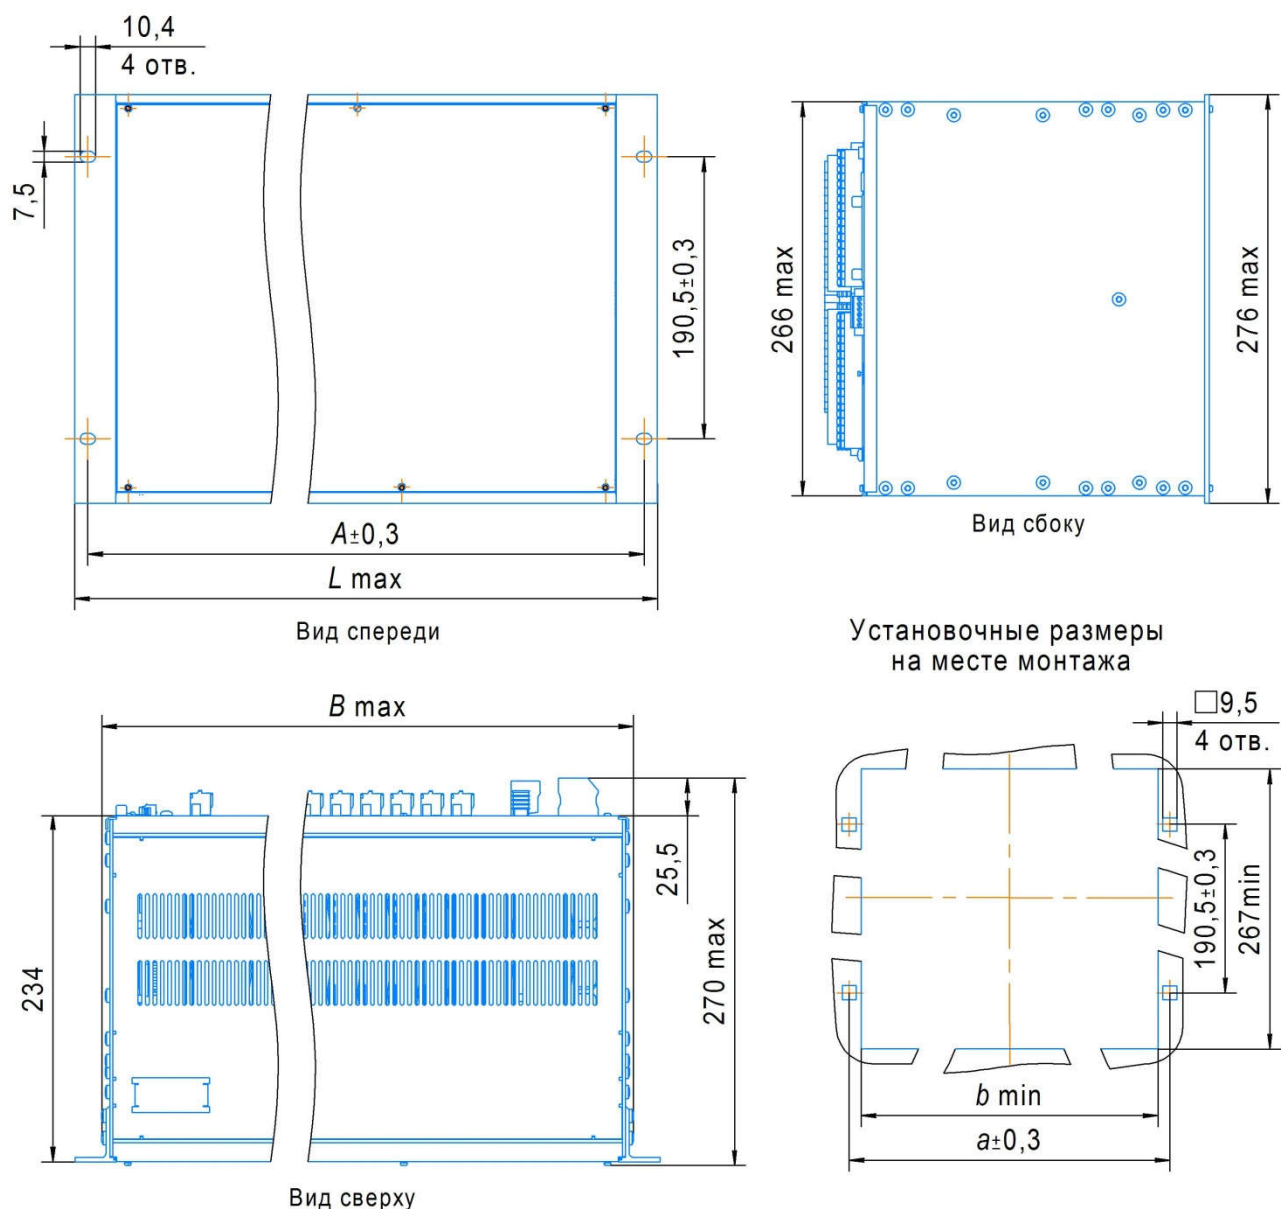 10,4
4 отв.
7,5
190,5±0,3
A±0,3
L max
Вид спереди
266 max
276 max
Вид сбоку
B max
25,5
234
270 max
Вид сверху
Установочные размеры
на месте монтажа
□9,5
4 отв.
190,5±0,3
267min
b min
a±0,3